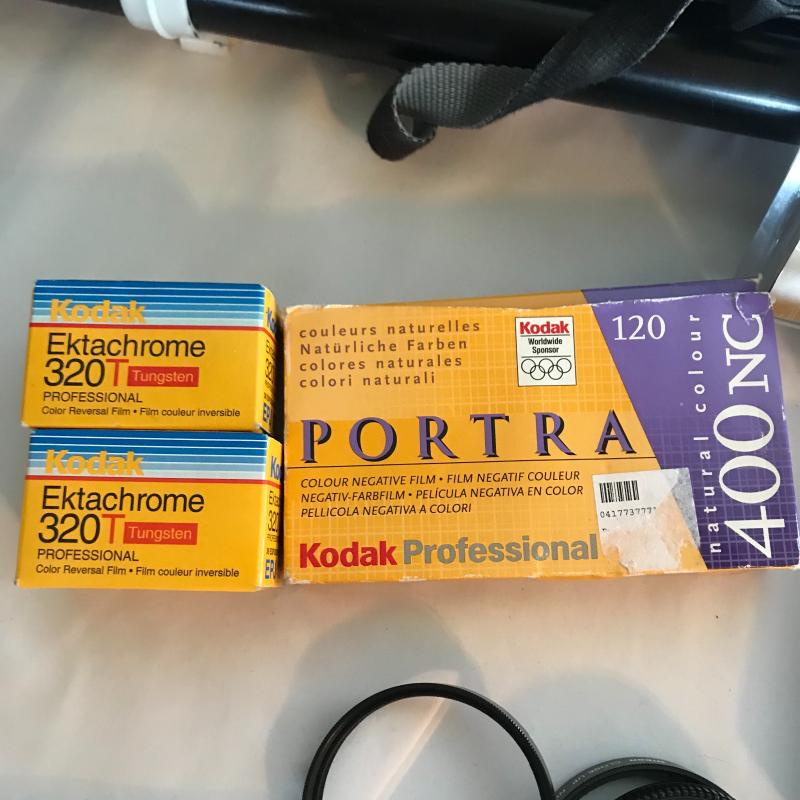 Kodak
Ektachrome
320T Tungsten
PROFESSIONAL
Color Reversal Film • Film couleur inversible
Kodak
Ektachrome
320T Tungsten
PROFESSIONAL
Color Reversal Film • Film couleur inversible
couleurs naturelles
Natürliche Farben
colores naturales
colori naturali
Kodak
Worldwide
Sponsor
120
PORTRA
COLOUR NEGATIVE FILM • FILM NEGATIF COULEUR
NEGATIV-FARBFILM • PELÍCULA NEGATIVA EN COLOR
PELLICOLA NEGATIVA A COLORI
Kodak Professional
natural colour
400NC